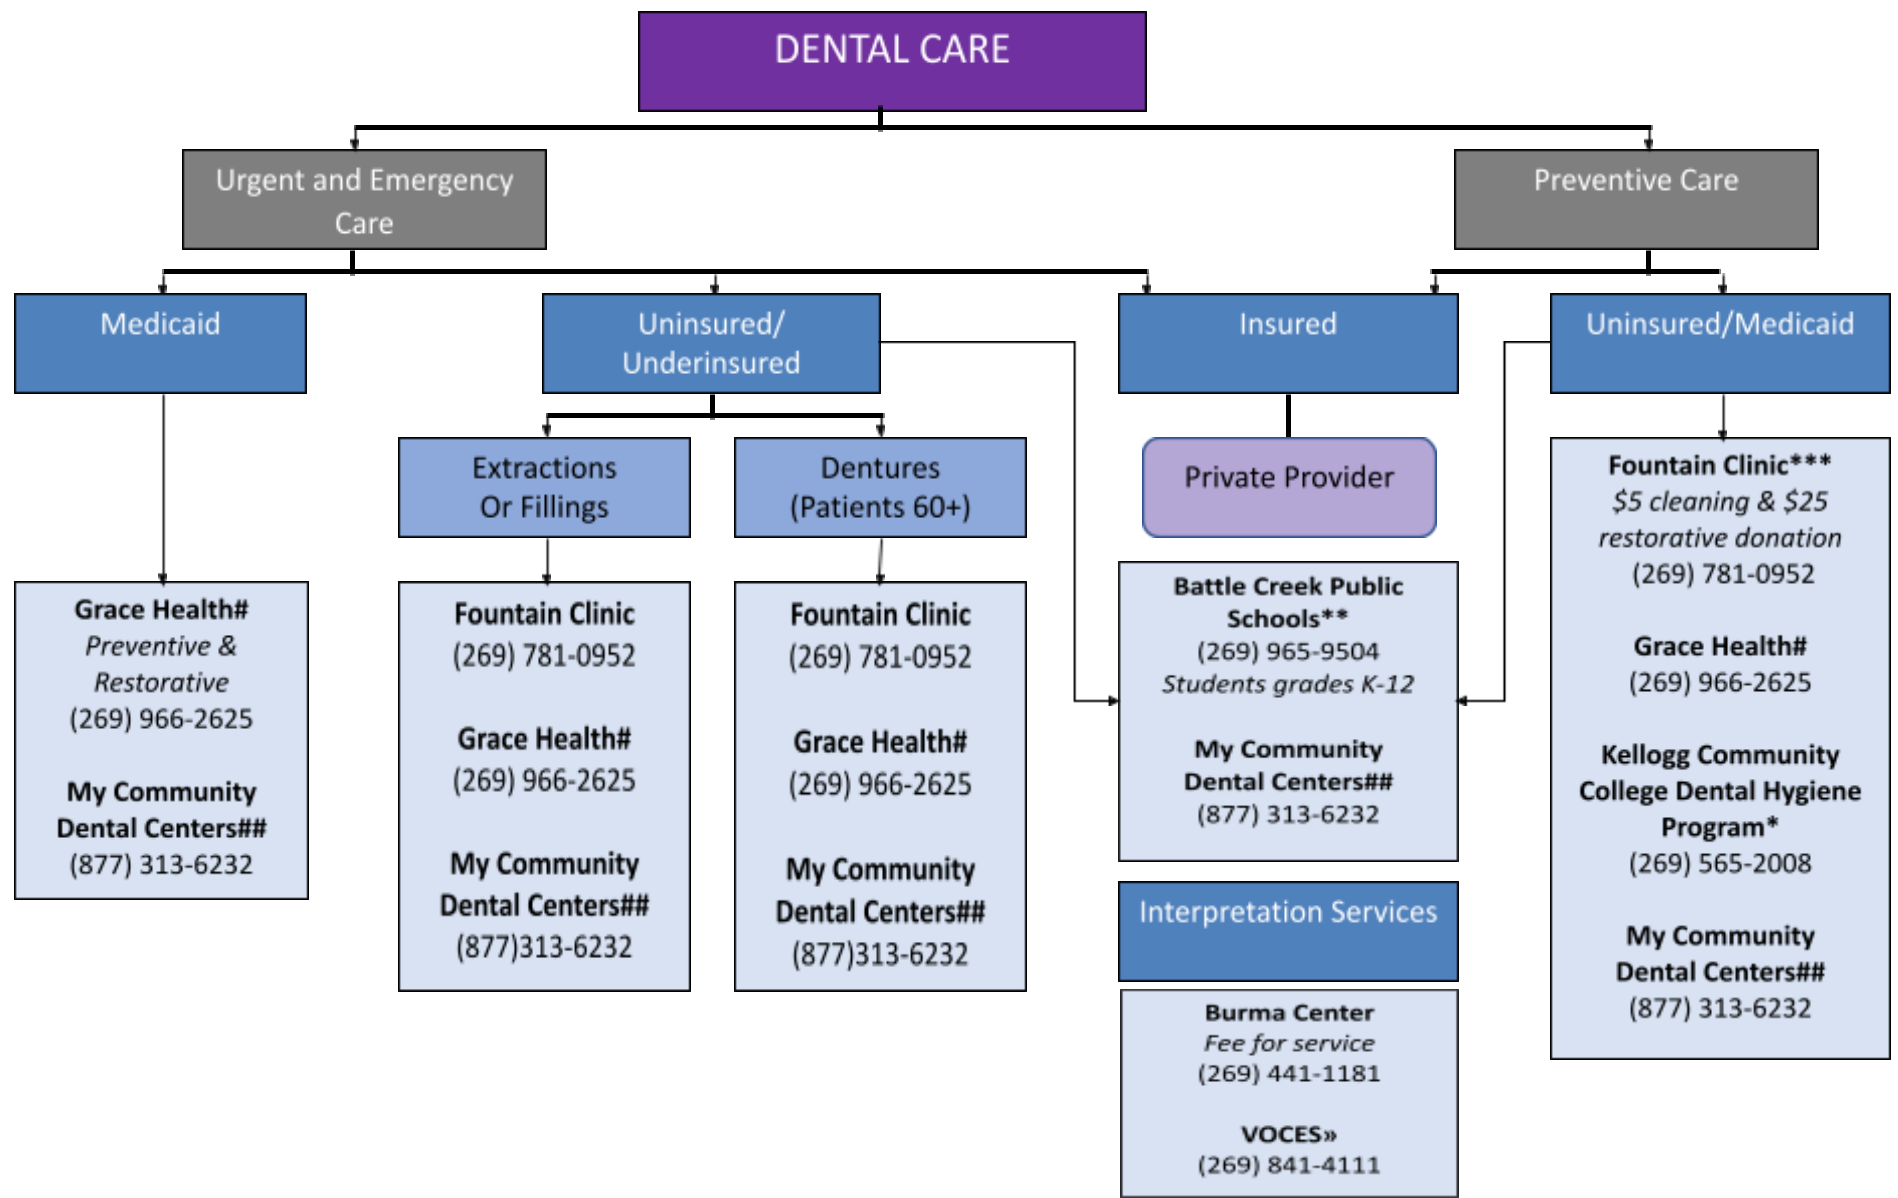 DENTAL CARE
Urgent and Emergency
Care
Preventive Care
Medicaid
Uninsured/
Underinsured
Insured
Uninsured/Medicaid
Extractions
Or Fillings
Dentures
(Patients 60+)
Private Provider
Grace Health#
Preventive &
Restorative
(269) 966-2625
My Community
Dental Centers##
(877) 313-6232
Fountain Clinic
(269) 781-0952
Grace Health#
(269) 966-2625
My Community
Dental Centers##
(877)313-6232
Fountain Clinic
(269) 781-0952
Grace Health#
(269) 966-2625
My Community
Dental Centers##
(877)313-6232
Battle Creek Public
Schools**
(269) 965-9504
Students grades K-12
My Community
Dental Centers##
(877) 313-6232
Interpretation Services
Burma Center
Fee for service
(269) 441-1181
VOCES»
(269) 841-4111
Fountain Clinic***
$5 cleaning & $25
restorative donation
(269) 781-0952
Grace Health#
(269) 966-2625
Kellogg Community
College Dental Hygiene
Program*
(269) 565-2008
My Community
Dental Centers##
(877) 313-6232